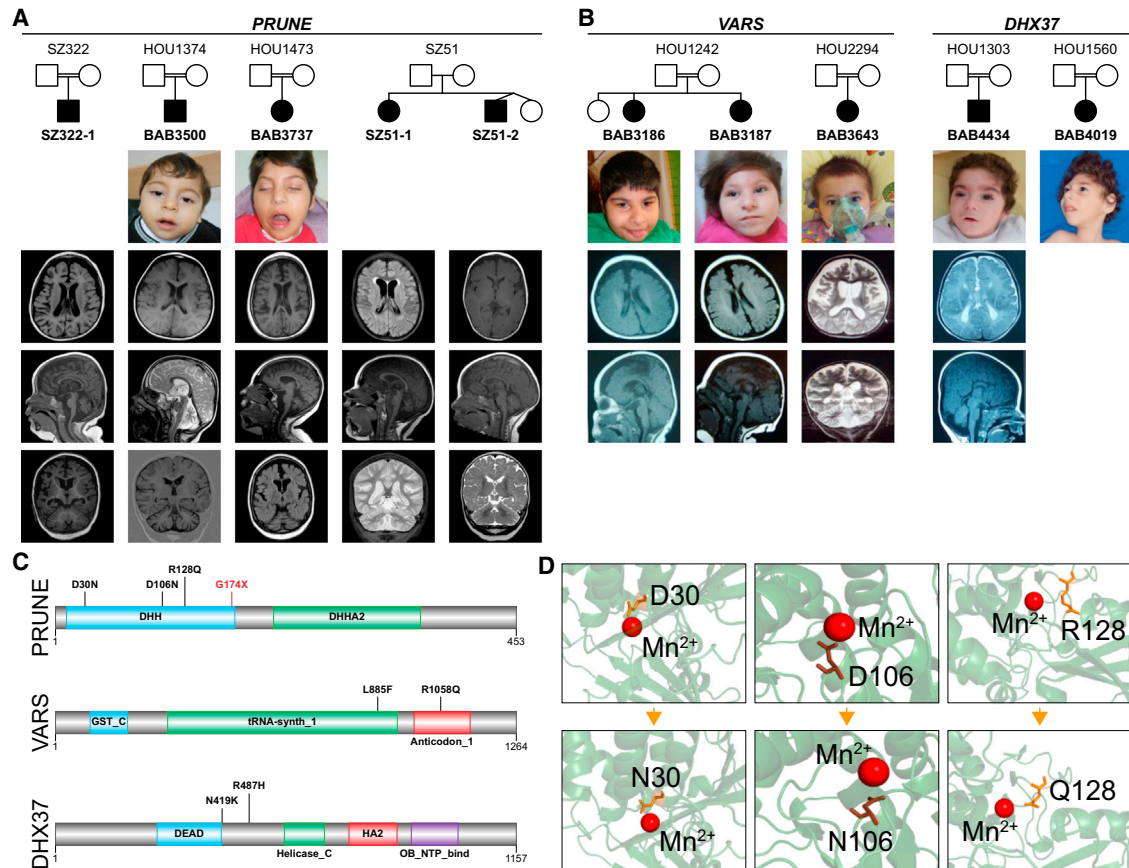 A
PRUNE
SZ322 HOU1374 HOU1473 SZ51
SZ322-1 BAB3500 BAB3737 SZ51-1 SZ51-2
B
VARS DHX37
HOU1242 HOU2294 HOU1303 HOU1560
BAB3186 BAB3187 BAB3643 BAB4434 BAB4019
C
PRUNE
D30N D106N R128Q G174X
DHH DHHA2
1 453
VARS
L885F R1058Q
GST_C tRNA-synth_1 Anticodon_1
1 1264
DHX37
N419K R487H
DEAD Helicase_C HA2 OB_NTP_bind
1 1157
D
D30
Mn²⁺
Mn²⁺
D106
Mn²⁺
R128
N30
Mn²⁺
Mn²⁺
N106
Q128
Mn²⁺